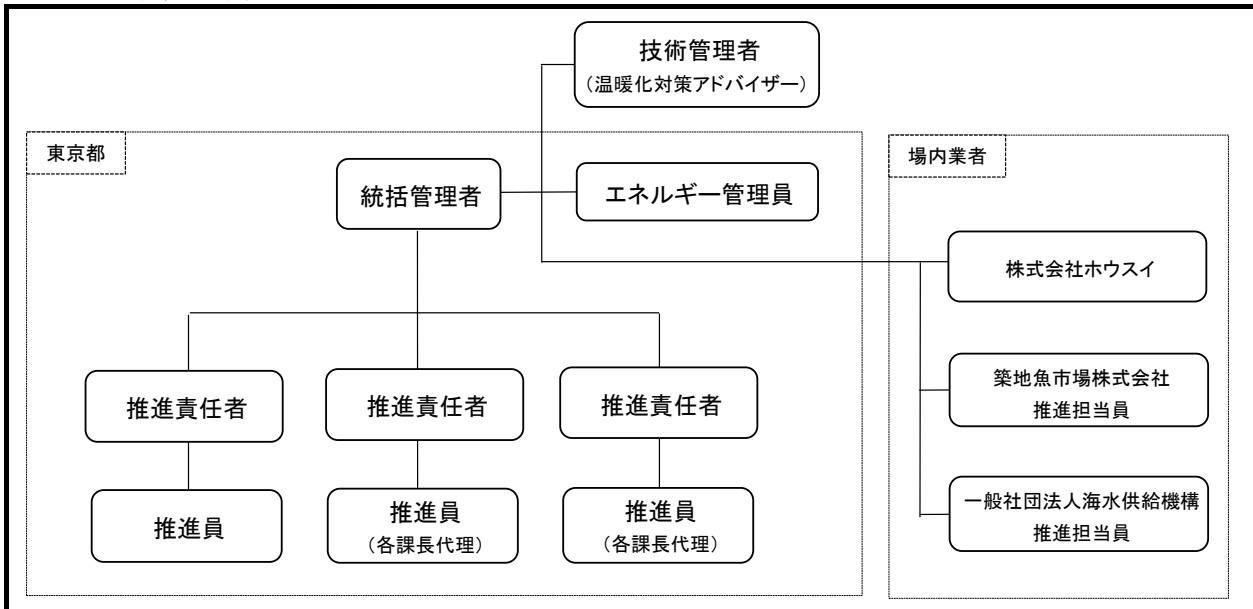 技術管理者
(温暖化対策アドバイザー)
東京都
場内業者
統括管理者
エネルギー管理員
株式会社ホウスイ
築地魚市場株式会社
推進担当員
推進責任者
推進責任者
推進責任者
一般社団法人海水供給機構
推進担当員
推進員
推進員
(各課長代理)
推進員
(各課長代理)